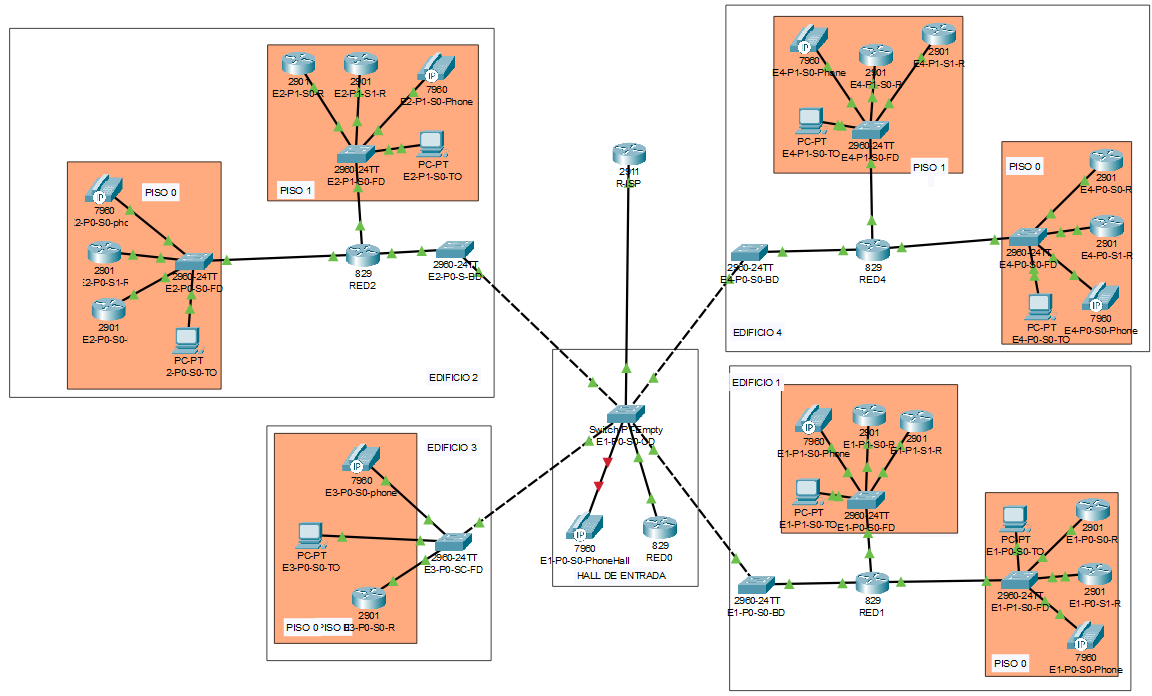 2901
E2-P1-S0-R
2901
E2-P1-S1-R
7960
E2-P1-S0-Phone
PC-PT
E2-P1-S0-TO
2960-24TT
E2-P1-S0-FD
PISO 1
PISO 0
7960
2901
2901
2960-24TT
E2-P0-S0-FD
PC-PT
2-P0-S0-TO
829
RED2
2960-24TT
E2-P0-S-BD
EDIFICIO 2
2911
R-ISP
7960
E4-P1-S0-Phone
2901
E4-P1-S0-R
E4-P1-S1-R
PC-PT
E4-P1-S0-TO
2960-24TT
E4-P1-S0-FD
PISO 1
PISO 0
2901
E4-P0-S0-R
2901
E4-P0-S1-R
2960-24TT
E4-P0-S0-FD
7960
E4-P0-S0-Phone
PC-PT
E4-P0-S0-TO
829
RED4
2960-24TT
E4-P0-S0-BD
EDIFICIO 4
EDIFICIO 3
7960
E3-P0-S0-phone
PC-PT
E3-P0-S0-TO
2960-24TT
E3-P0-SC-FD
2901
E3-P0-S0-R
PISO 0
Switch-PT-Empty
7960
E1-P0-S0-PhoneHall
829
RED0
HALL DE ENTRADA
EDIFICIO 1
7960
E1-P1-S0-Phone
2901
E1-P1-S0-R
2901
E1-P1-S1-R
PC-PT
E1-P1-S0-TO
2960-24TT
E1-P0-S0-FD
PC-PT
E1-P0-S0-TO
2901
E1-P0-S0-R
2901
E1-P0-S1-R
2960-24TT
E1-P1-S0-FD
7960
E1-P0-S0-Phone
PISO 0
829
RED1
2960-24TT
E1-P0-S0-BD